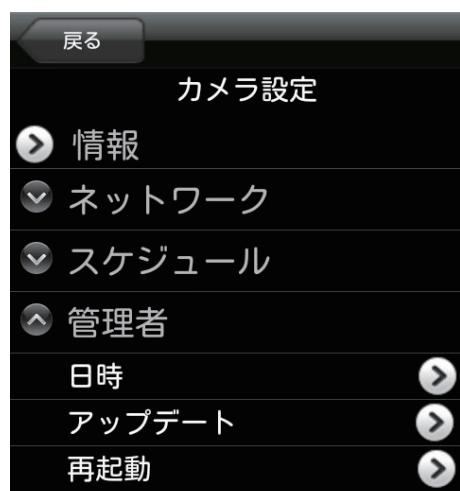 戻る
カメラ設定
情報
ネットワーク
スケジュール
管理者
日時
アップデート
再起動